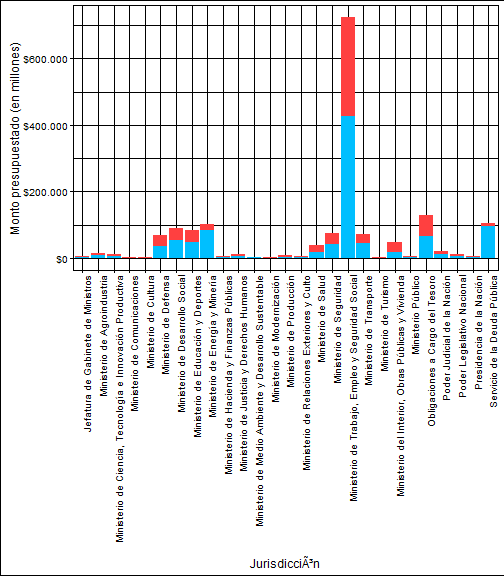 Monto presupuestado (en millones)
$600.000
$400.000
$200.000
$0
Jefatura de Gabinete de Ministros
Ministerio de Agroindustria
Ministerio de Ciencia, Tecnología e Innovación Productiva
Ministerio de Comunicaciones
Ministerio de Cultura
Ministerio de Defensa
Ministerio de Desarrollo Social
Ministerio de Educación y Deportes
Ministerio de Energía y Minería
Ministerio de Hacienda y Finanzas Públicas
Ministerio de Justicia y Derechos Humanos
Ministerio de Medio Ambiente y Desarrollo Sustentable
Ministerio de Modernización
Ministerio de Producción
Ministerio de Relaciones Exteriores y Culto
Ministerio de Salud
Ministerio de Seguridad
Ministerio de Trabajo, Empleo y Seguridad Social
Ministerio de Transporte
Ministerio de Turismo
Ministerio del Interior, Obras Públicas y Vivienda
Ministerio Público
Obligaciones a Cargo del Tesoro
Poder Judicial de la Nación
Poder Legislativo Nacional
Presidencia de la Nación
Servicio de la Deuda Pública
JurisdicciÃ³n